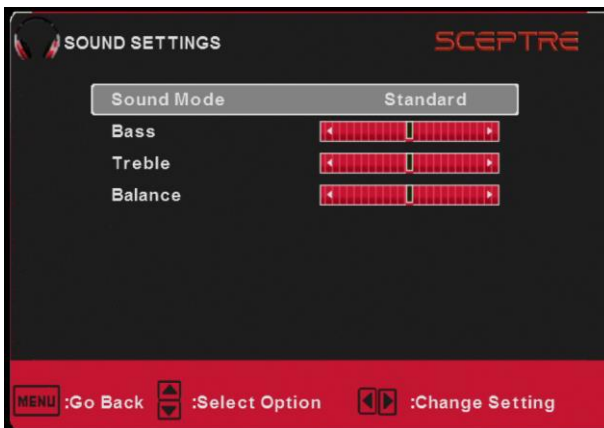 SOUND SETTINGS SCEPTRE
Sound Mode Standard
Bass
Treble
Balance
MENU :Go Back :Select Option :Change Setting